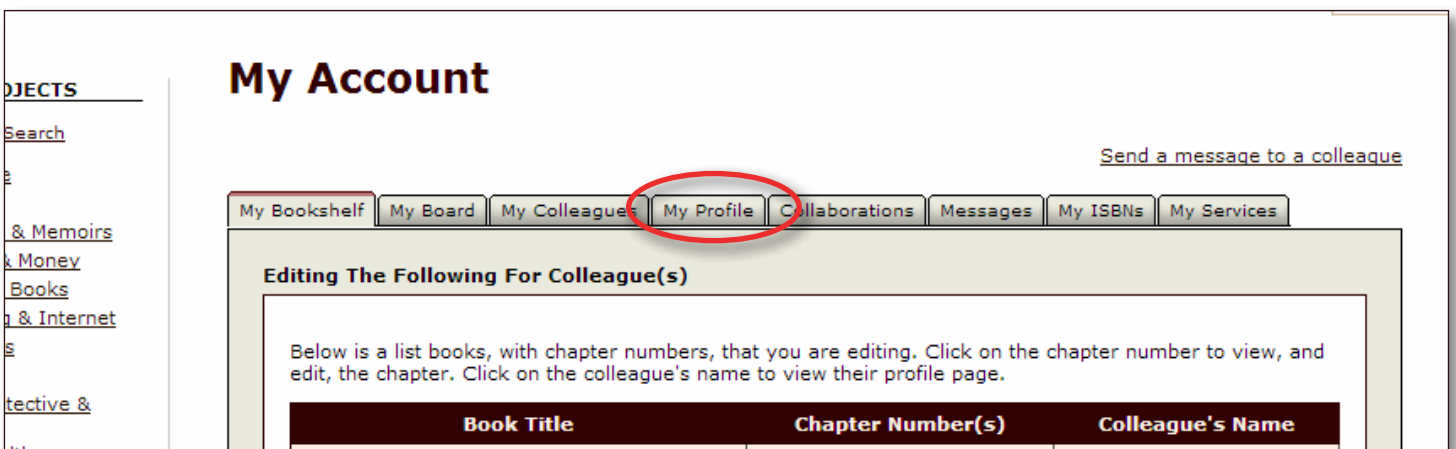 My Account
OJECTS
Search
Send a message to a colleague
My Bookshelf My Board My Colleagues My Profile Collaborations Messages My ISBNs My Services
& Memoirs
& Money
Books
& Internet
Editing The Following For Colleague(s)
Below is a list books, with chapter numbers, that you are editing. Click on the chapter number to view, and
edit, the chapter. Click on the colleague's name to view their profile page.
tective &
Book Title Chapter Number(s) Colleague's Name